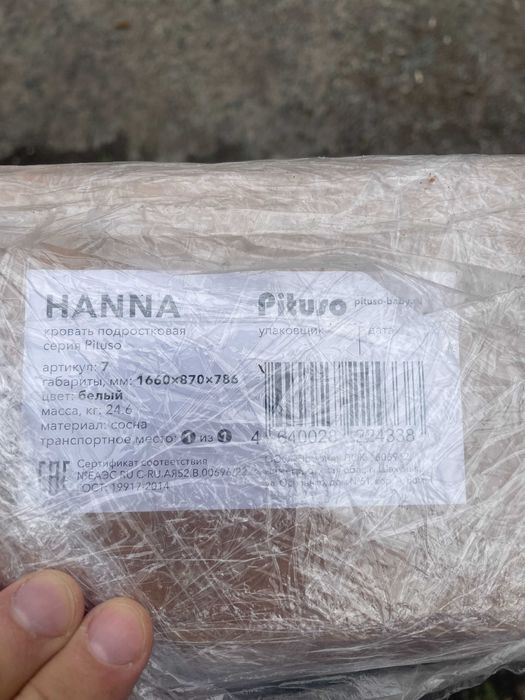 HANNA
кровать подростковая
серия Pituso
артикул: 7
габариты, мм: 1660×870×786
цвет: белый
масса, кг: 24.6
материал: сосна
транспортное место: 1 из 1
EAC
Сертификат соответствия
ГОСТ: 19917-2014
Pituso pituso-baby.ru
упаковщик дата